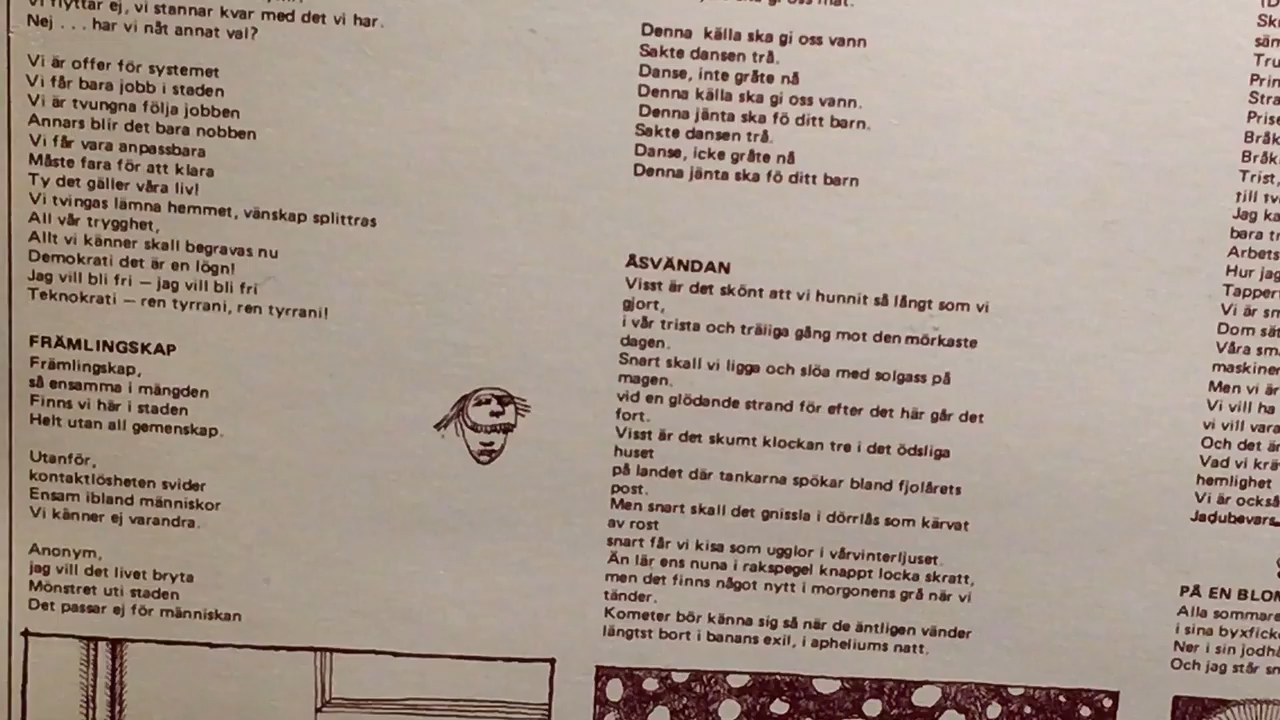 Vi flyttar ej, vi stannar kvar med det vi har.
Nej . . . har vi nåt annat val?
Vi är offer för systemet
Vi får bara jobb i staden
Vi är tvungna följa jobben
Annars blir det bara nobben
Vi får vara anpassbara
Måste fara för att klara
Ty det gäller våra liv!
Vi tvingas lämna hemmet, vänskap splittras
All vår trygghet,
Allt vi känner skall begravas nu
Demokrati det är en lögn!
Jag vill bli fri — jag vill bli fri
Teknokrati — ren tyrrani, ren tyrrani!
FRÄMLINGSKAP
Främlingskap,
så ensamma i mängden
Finns vi här i staden
Helt utan all gemenskap.
Utanför,
kontaktlösheten svider
Ensam ibland människor
Vi känner ej varandra.
Anonym,
jag vill det livet bryta
Mönstret uti staden
Det passar ej för människan
gi oss mat.
Denna källa ska gi oss vann
Sakte dansen trå.
Danse, inte gråte nå
Denna källa ska gi oss vann.
Denna jänta ska fö ditt barn.
Sakte dansen trå.
Danse, icke gråte nå
Denna jänta ska fö ditt barn
ÅSVÄNDAN
Visst är det skönt att vi hunnit så långt som vi
gjort,
i vår trista och träiiga gång mot den mörkaste
dagen.
Snart skall vi ligga och slöa med solgass på
magen.
vid en glödande strand för efter det här går det
fort.
Visst är det skumt klockan tre i det ödsliga
huset
på landet där tankarna spökar bland fjolårets
post.
Men snart skall det gnissla i dörrlås som kärvat
av rost
snart får vi kisa som ugglor i vårvinterljuset.
Än lär ens nuna i rakspegel knappt locka skratt,
men det finns något nytt i morgonens grå när vi
tänder.
Kometer bör känna sig så när de äntligen vänder
längtst bort i banans exil, i apheliums natt.
Tru
Prin
Stra
Prise
Bråk
Bråk
Trist,
till sv
Jag ka
bara tr
Arbets
Hur jag
Tapper
Vi är sm
Dom sät
Våra sm
maskiner
Men vi är
Vi vill ha
vi vill vara
Och det är
Vad vi krä
hemlighet
Vi är också
Jadubevars
PÅ EN BLOM
Alla sommare
i sina byxficko
Ner i sin jodh
Och jag står sn